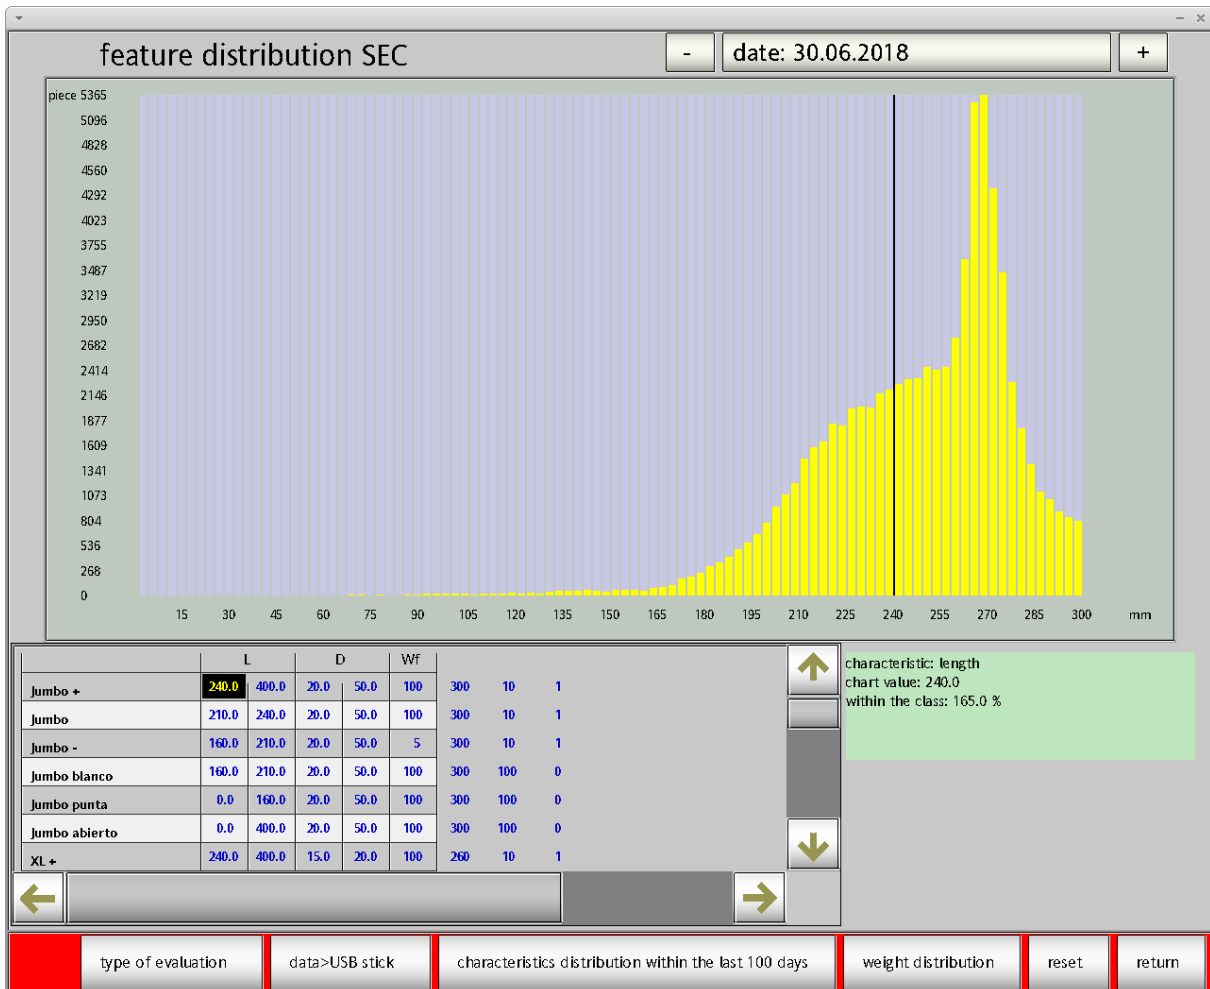 feature distribution SEC
-
date: 30.06.2018
+
piece 5365
5096
4828
4560
4292
4023
3755
3487
3219
2950
2682
2414
2146
1877
1609
1341
1073
804
536
268
0
15 30 45 60 75 90 105 120 135 150 165 180 195 210 225 240 255 270 285 300 mm
L D Wf
Jumbo + 240.0 400.0 20.0 50.0 100 300 10 1
Jumbo 210.0 240.0 20.0 50.0 100 300 10 1
Jumbo - 160.0 210.0 20.0 50.0 5 300 10 1
Jumbo blanco 160.0 210.0 20.0 50.0 100 300 100 0
Jumbo punta 0.0 160.0 20.0 50.0 100 300 100 0
Jumbo abierto 0.0 400.0 20.0 50.0 100 300 100 0
XL + 240.0 400.0 15.0 20.0 100 260 10 1
characteristic: length
chart value: 240.0
within the class: 165.0 %
type of evaluation
data>USB stick
characteristics distribution within the last 100 days
weight distribution
reset
return